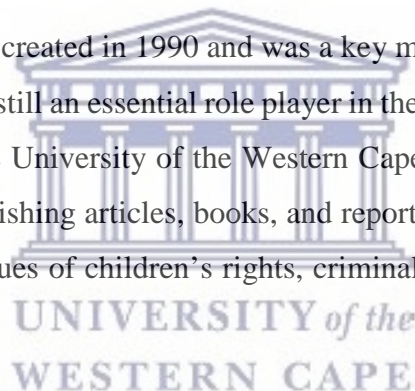 created in 1990 and was a key m
still an essential role player in the
University of the Western Cape
ishing articles, books, and report
ues of children’s rights, criminal
UNIVERSITY of the
WESTERN CAPE